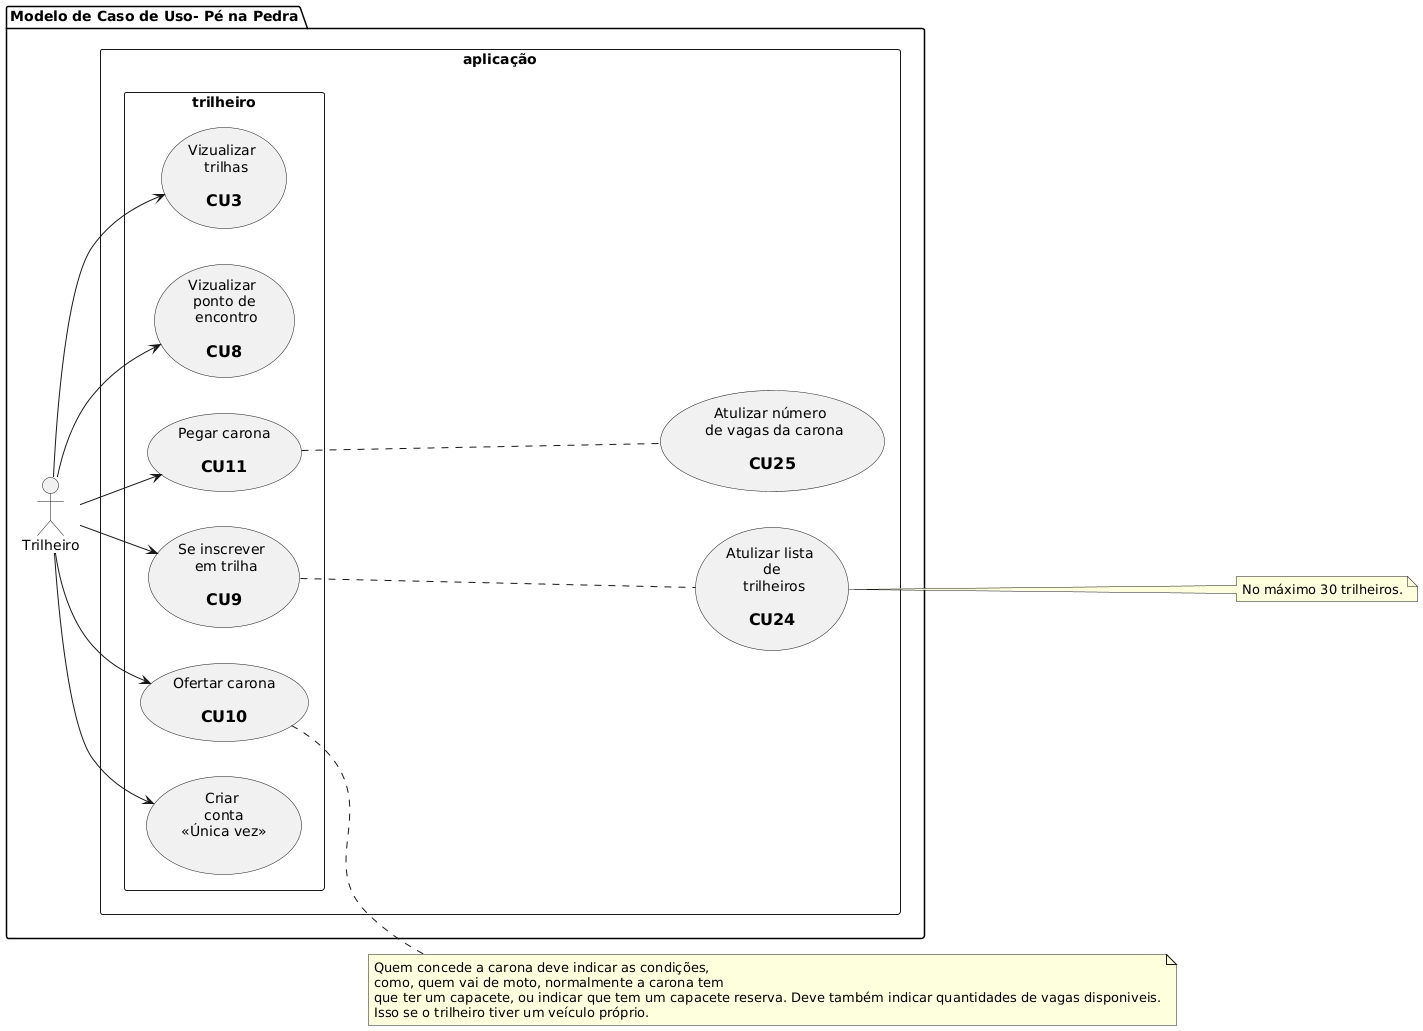 Modelo de Caso de Uso- Pé na Pedra
aplicação
trilheiro
Vizualizar
trilhas
CU3
Vizualizar
ponto de
encontro
CU8
Pegar carona
CU11
Atulizar número
de vagas da carona
CU25
Trilheiro
Se inscrever
em trilha
CU9
Atulizar lista
de
trilheiros
CU24
No máximo 30 trilheiros.
Ofertar carona
CU10
Criar
conta
«Única vez»
Quem concede a carona deve indicar as condições,
como, quem vai de moto, normalmente a carona tem
que ter um capacete, ou indicar que tem um capacete reserva. Deve também indicar quantidades de vagas disponiveis.
Isso se o trilheiro tiver um veículo próprio.